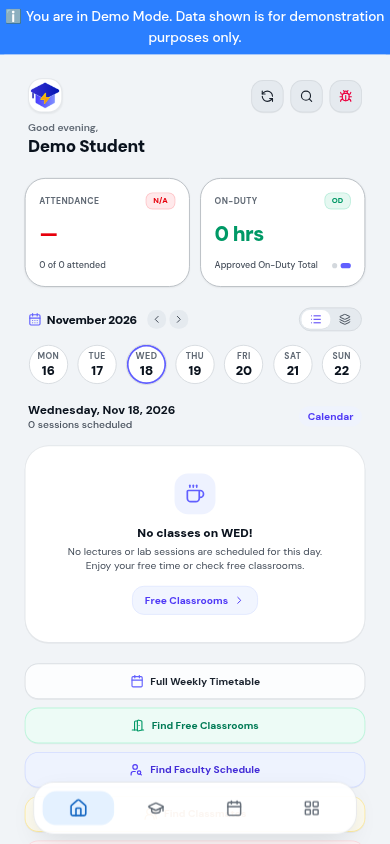 ℹ️ You are in Demo Mode. Data shown is for demonstration
purposes only.
Good evening,
Demo Student
ATTENDANCE
N/A
—
0 of 0 attended
ON-DUTY
OD
0 hrs
Approved On-Duty Total
November 2026
MON TUE WED THU FRI SAT SUN
16 17 18 19 20 21 22
Wednesday, Nov 18, 2026
0 sessions scheduled
Calendar
No classes on WED!
No lectures or lab sessions are scheduled for this day.
Enjoy your free time or check free classrooms.
Free Classrooms
Full Weekly Timetable
Find Free Classrooms
Find Faculty Schedule